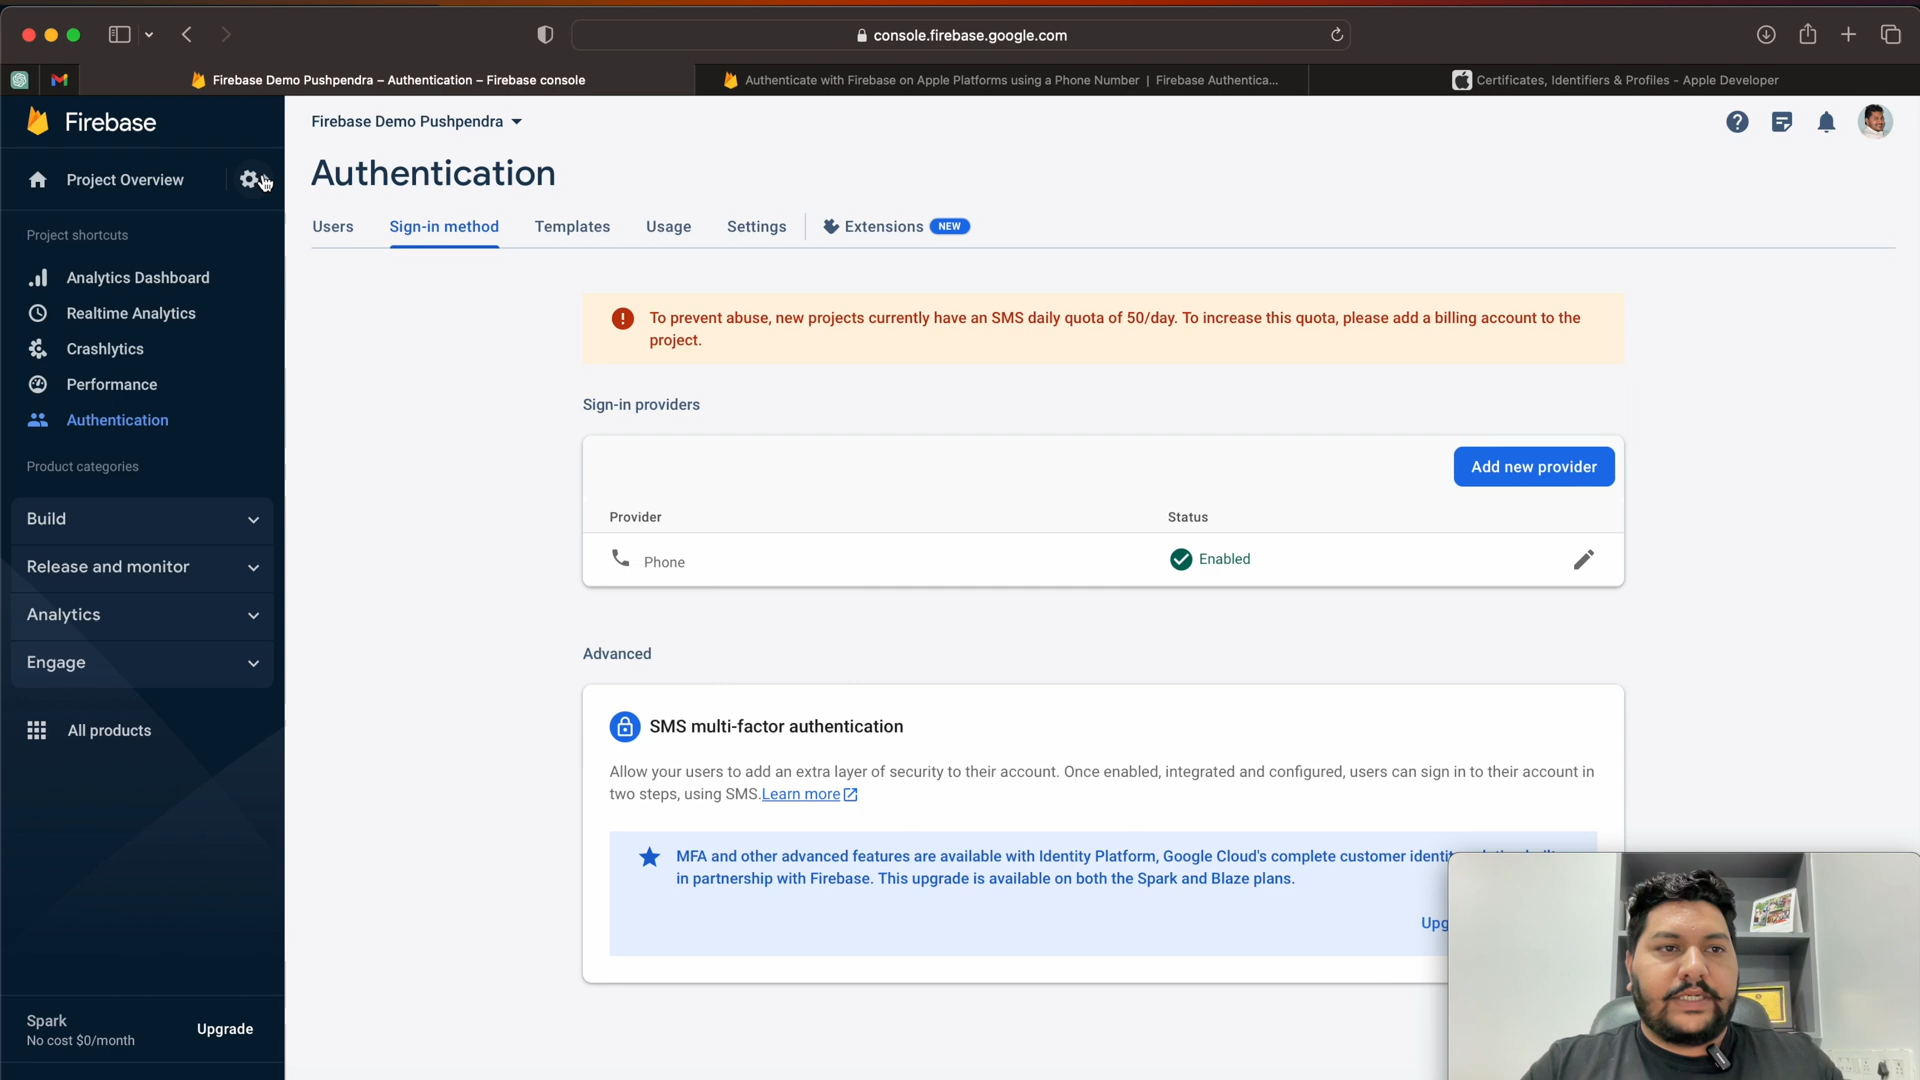 console.firebase.google.com
Firebase Demo Pushpendra – Authentication – Firebase console
Authenticate with Firebase on Apple Platforms using a Phone Number | Firebase Authentica...
Certificates, Identifiers & Profiles - Apple Developer
Firebase
Firebase Demo Pushpendra
Project Overview
Authentication
Users
Sign-in method
Templates
Usage
Settings
Extensions
NEW
Project shortcuts
Analytics Dashboard
Realtime Analytics
Crashlytics
Performance
Authentication
Product categories
Build
Release and monitor
Analytics
Engage
All products
Spark
No cost $0/month
Upgrade
To prevent abuse, new projects currently have an SMS daily quota of 50/day. To increase this quota, please add a billing account to the
project.
Sign-in providers
Add new provider
Provider
Status
Phone
Enabled
Advanced
SMS multi-factor authentication
Allow your users to add an extra layer of security to their account. Once enabled, integrated and configured, users can sign in to their account in
two steps, using SMS.Learn more
MFA and other advanced features are available with Identity Platform, Google Cloud's complete customer
in partnership with Firebase. This upgrade is available on both the Spark and Blaze plans.